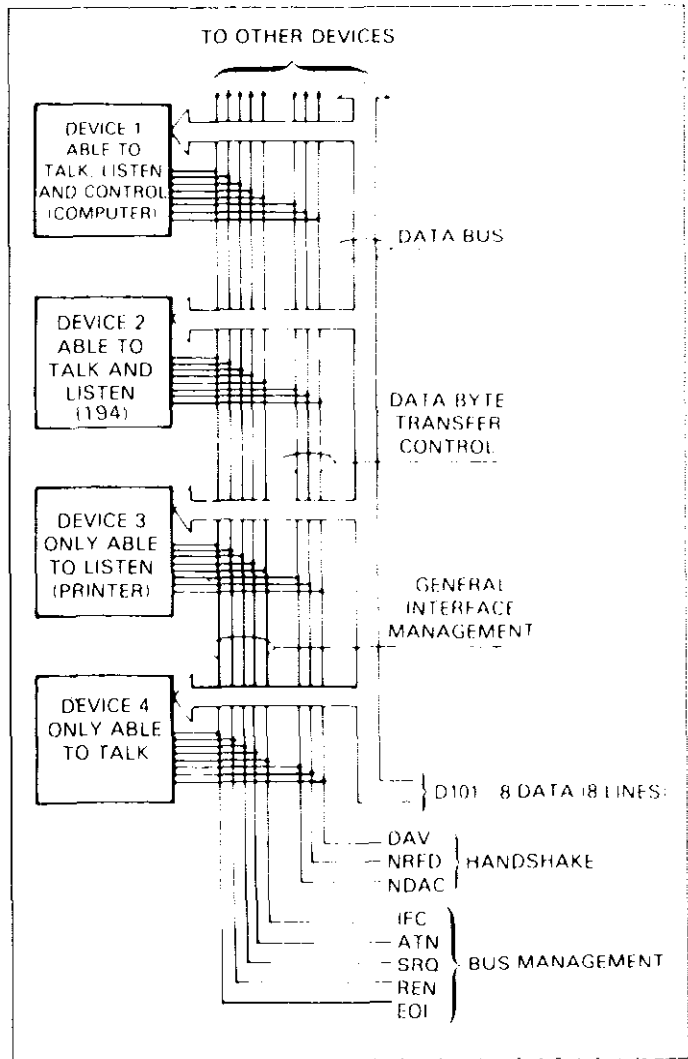 TO OTHER DEVICES
DEVICE 1
ABLE TO
TALK, LISTEN
AND CONTROL
(COMPUTER)
DATA BUS
DEVICE 2
ABLE TO
TALK AND
LISTEN
(194)
DATA BYTE
TRANSFER
CONTROL
DEVICE 3
ONLY ABLE
TO LISTEN
(PRINTER)
GENERAL
INTERFACE
MANAGEMENT
DEVICE 4
ONLY ABLE
TO TALK
D101 8 DATA (8 LINES)
DAV
NRFD
NDAC
HANDSHAKE
IFC
ATN
SRQ
REN
EOI
BUS MANAGEMENT